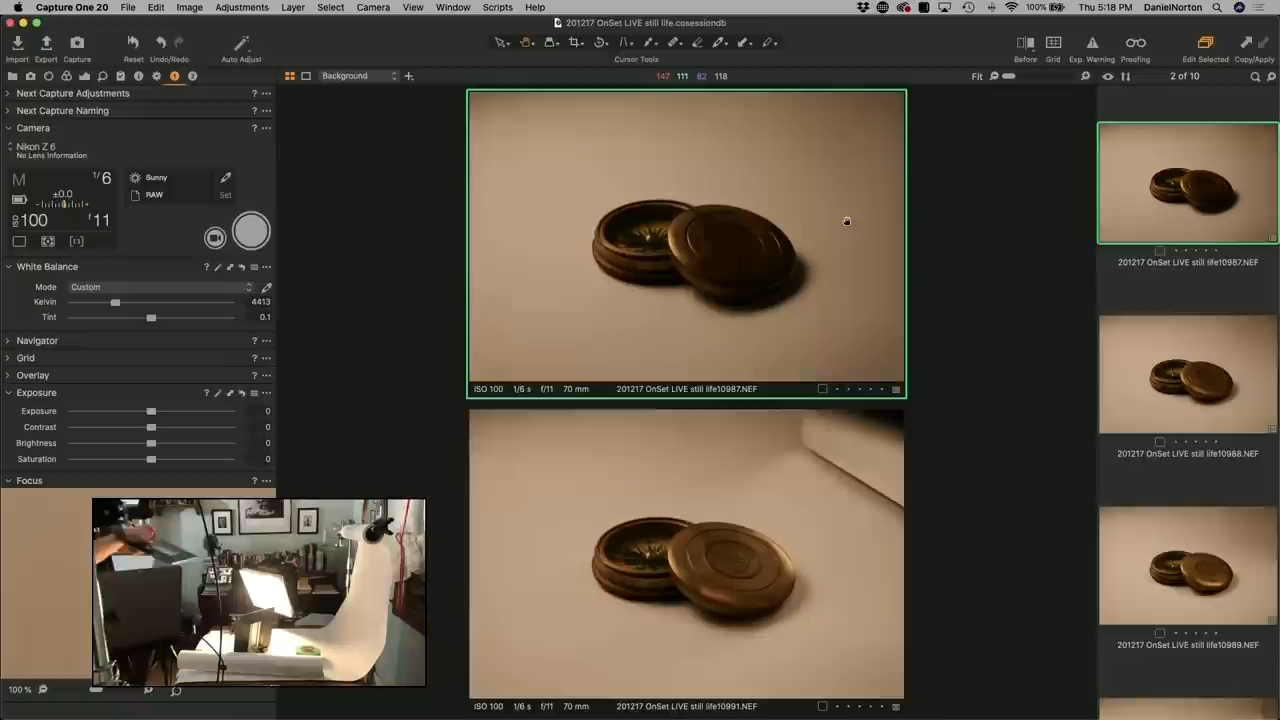 Capture One 20 File Edit Image Adjustments Layer Select Camera View Window Scripts Help 100% Thu 5:18 PM DanielNorton
201217 OnSet LIVE still life.cosessiondb
Import Export Capture Reset Undo/Redo Auto Adjust Cursor Tools Before Grid Exp. Warning Proofing Edit Selected Copy/Apply
Background 147 111 82 118 Fit 2 of 10
Next Capture Adjustments ? ...
Next Capture Naming ? ...
Camera ? ...
Nikon Z 6
No Lens Information
M 1/6 Sunny
±0.0
RAW Set
ISO 100 f 11
White Balance ? ...
Mode Custom
Kelvin 4413
Tint 0.1
Navigator ? ...
Grid ? ...
Overlay ? ...
Exposure ? ...
Exposure 0
Contrast 0
Brightness 0
Saturation 0
Focus ? ...
100 %
ISO 100 1/6 s f/11 70 mm 201217 OnSet LIVE still life10987.NEF
ISO 100 1/6 s f/11 70 mm 201217 OnSet LIVE still life10991.NEF
201217 OnSet LIVE still life10987.NEF
201217 OnSet LIVE still life10988.NEF
201217 OnSet LIVE still life10989.NEF